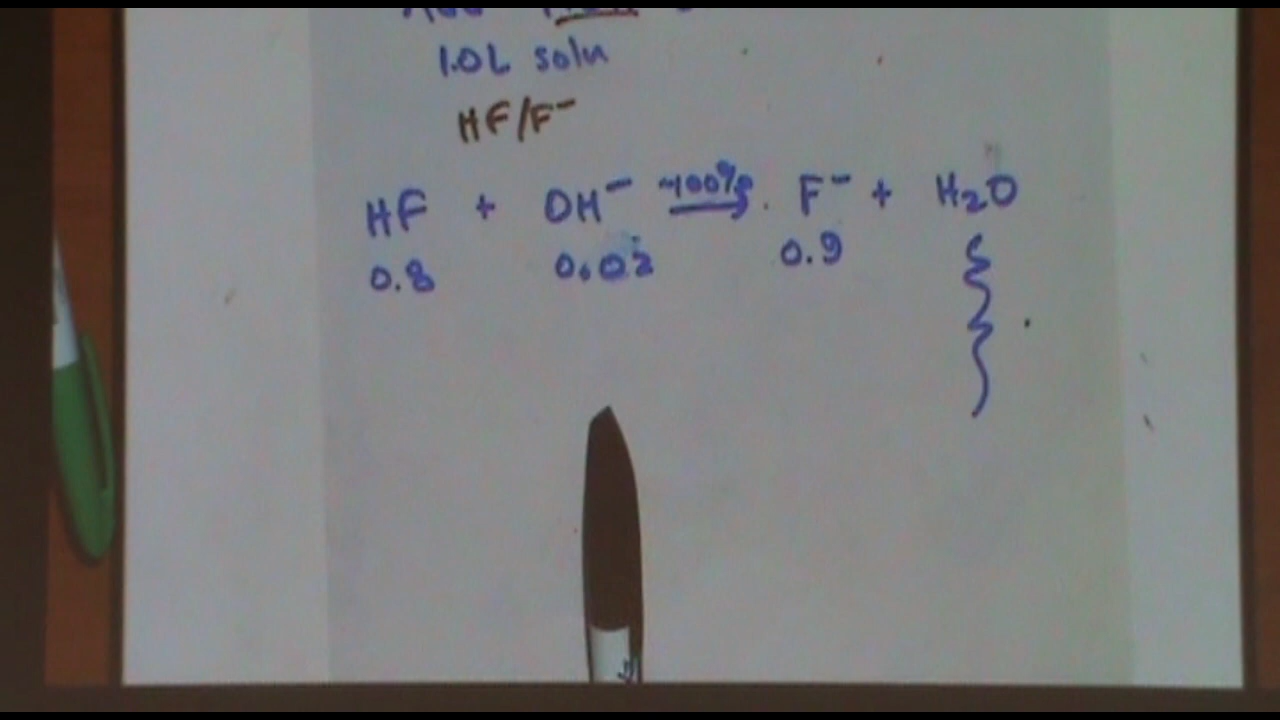 1.0L soln
HF/F⁻
HF + OH⁻ ~100% → F⁻ + H₂O
0.8 0.02 0.9